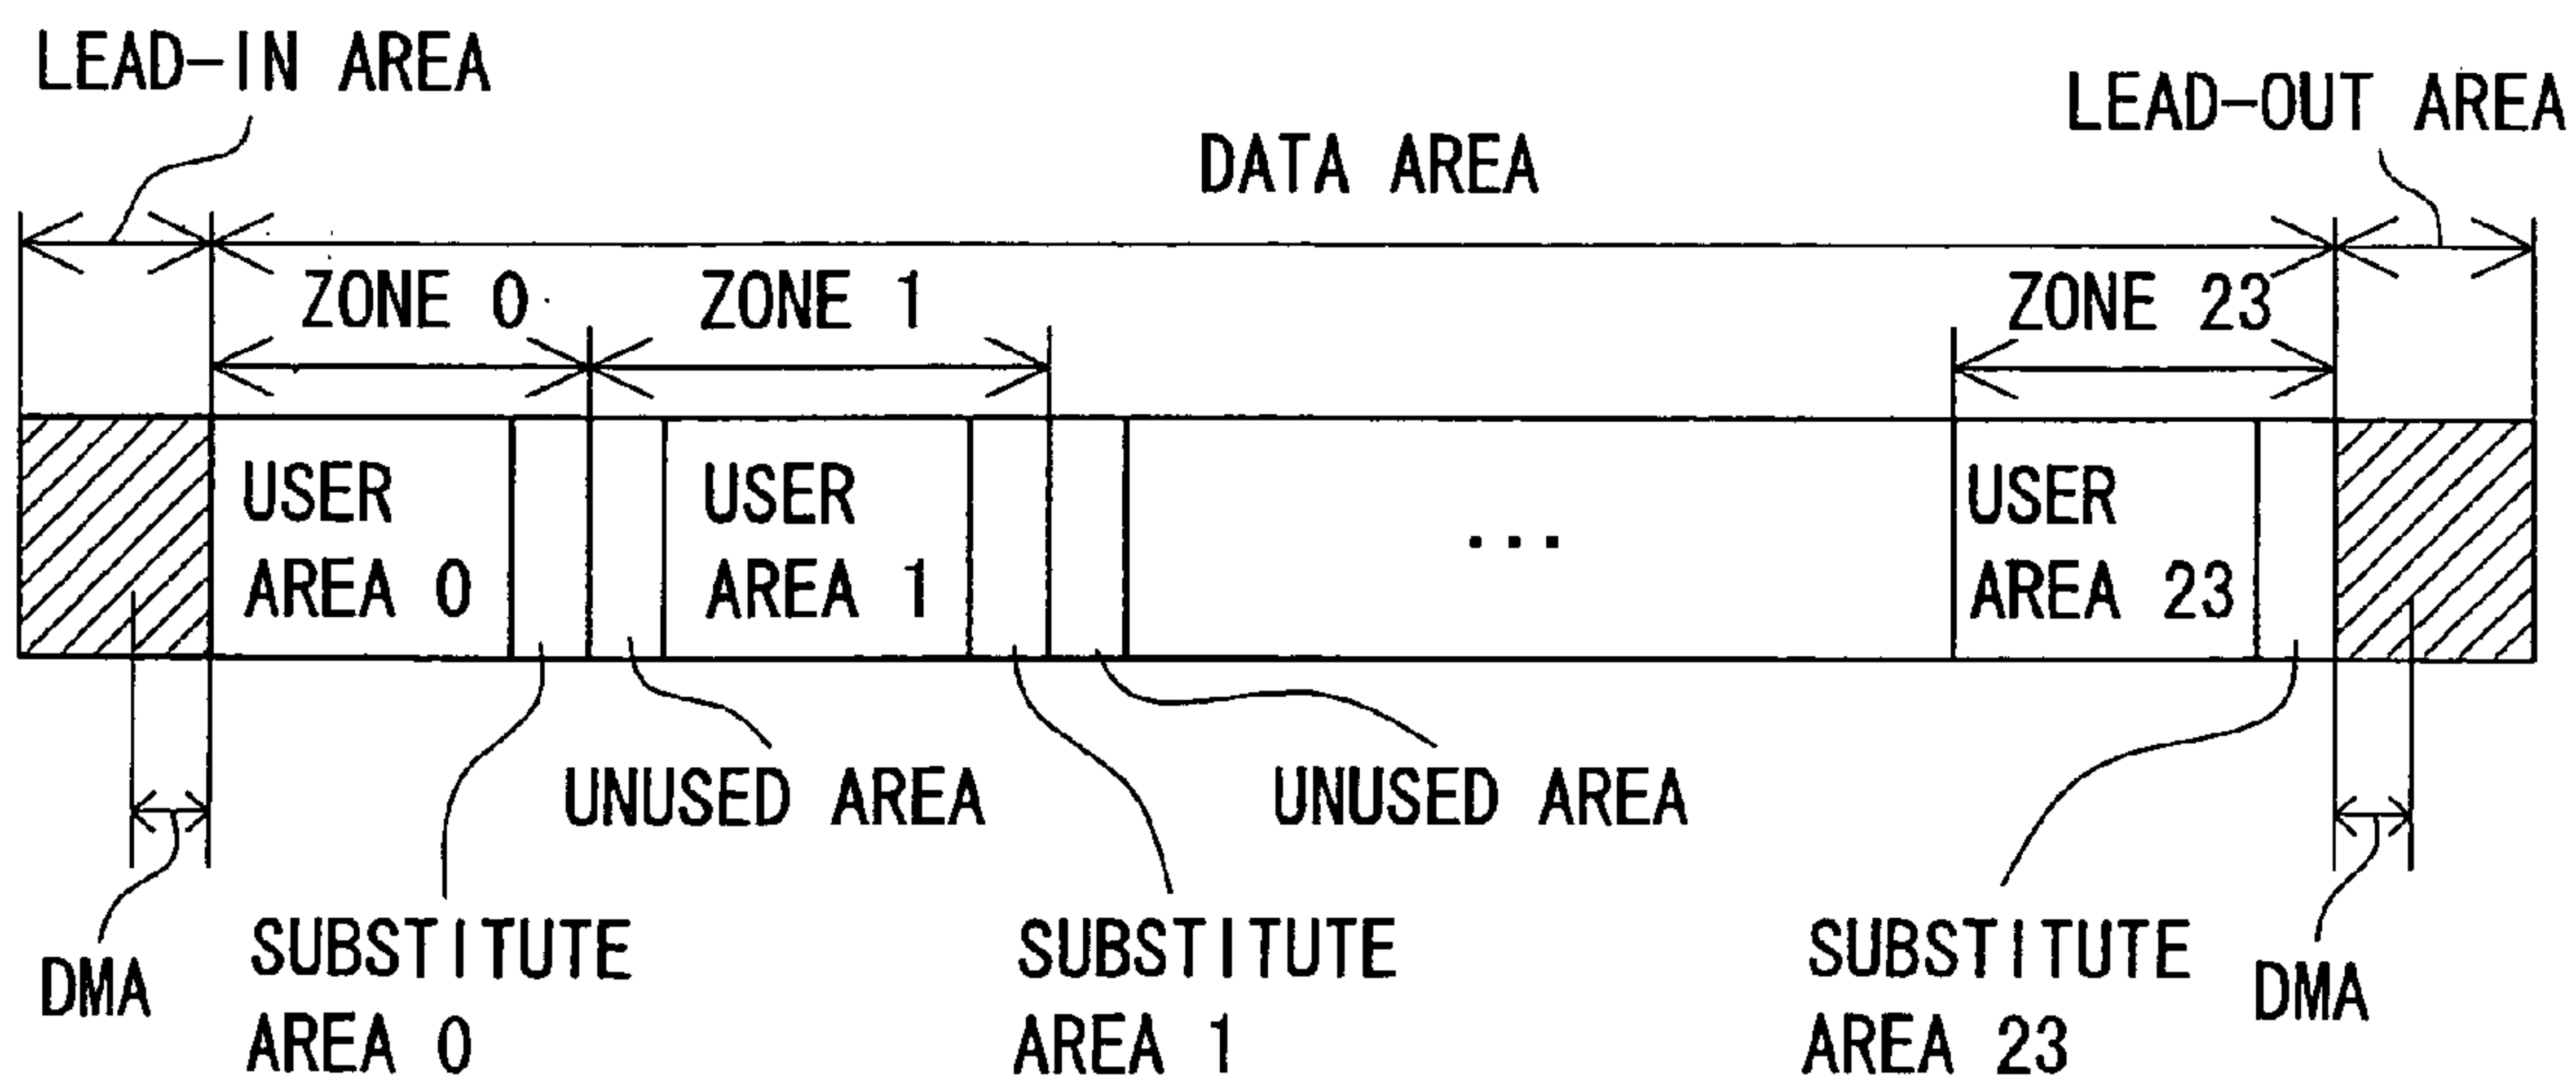 LEAD-IN AREA
LEAD-OUT AREA
DATA AREA
ZONE 0
ZONE 1
ZONE 23
USER
AREA 0
USER
AREA 1
...
USER
AREA 23
UNUSED AREA
UNUSED AREA
DMA
SUBSTITUTE
AREA 0
SUBSTITUTE
AREA 1
SUBSTITUTE
AREA 23
DMA